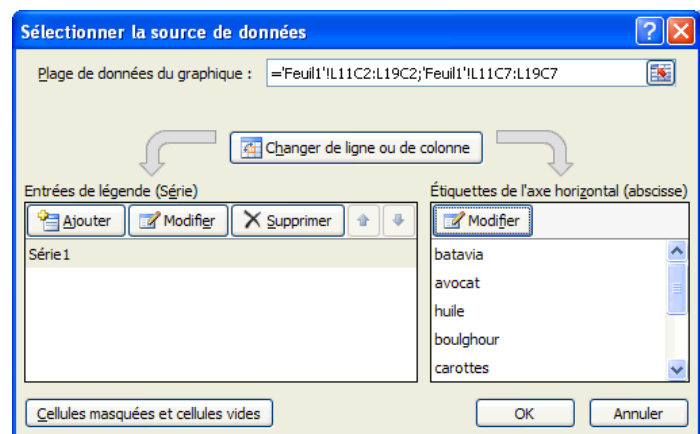 Sélectionner la source de données
Plage de données du graphique : ='Feuil1'!L11C2:L19C2;'Feuil1'!L11C7:L19C7
Changer de ligne ou de colonne
Entrées de légende (Série)
Ajouter Modifier Supprimer
Série1
Étiquettes de l'axe horizontal (abscisse)
Modifier
batavia
avocat
huile
boulghour
carottes
Cellules masquées et cellules vides
OK Annuler